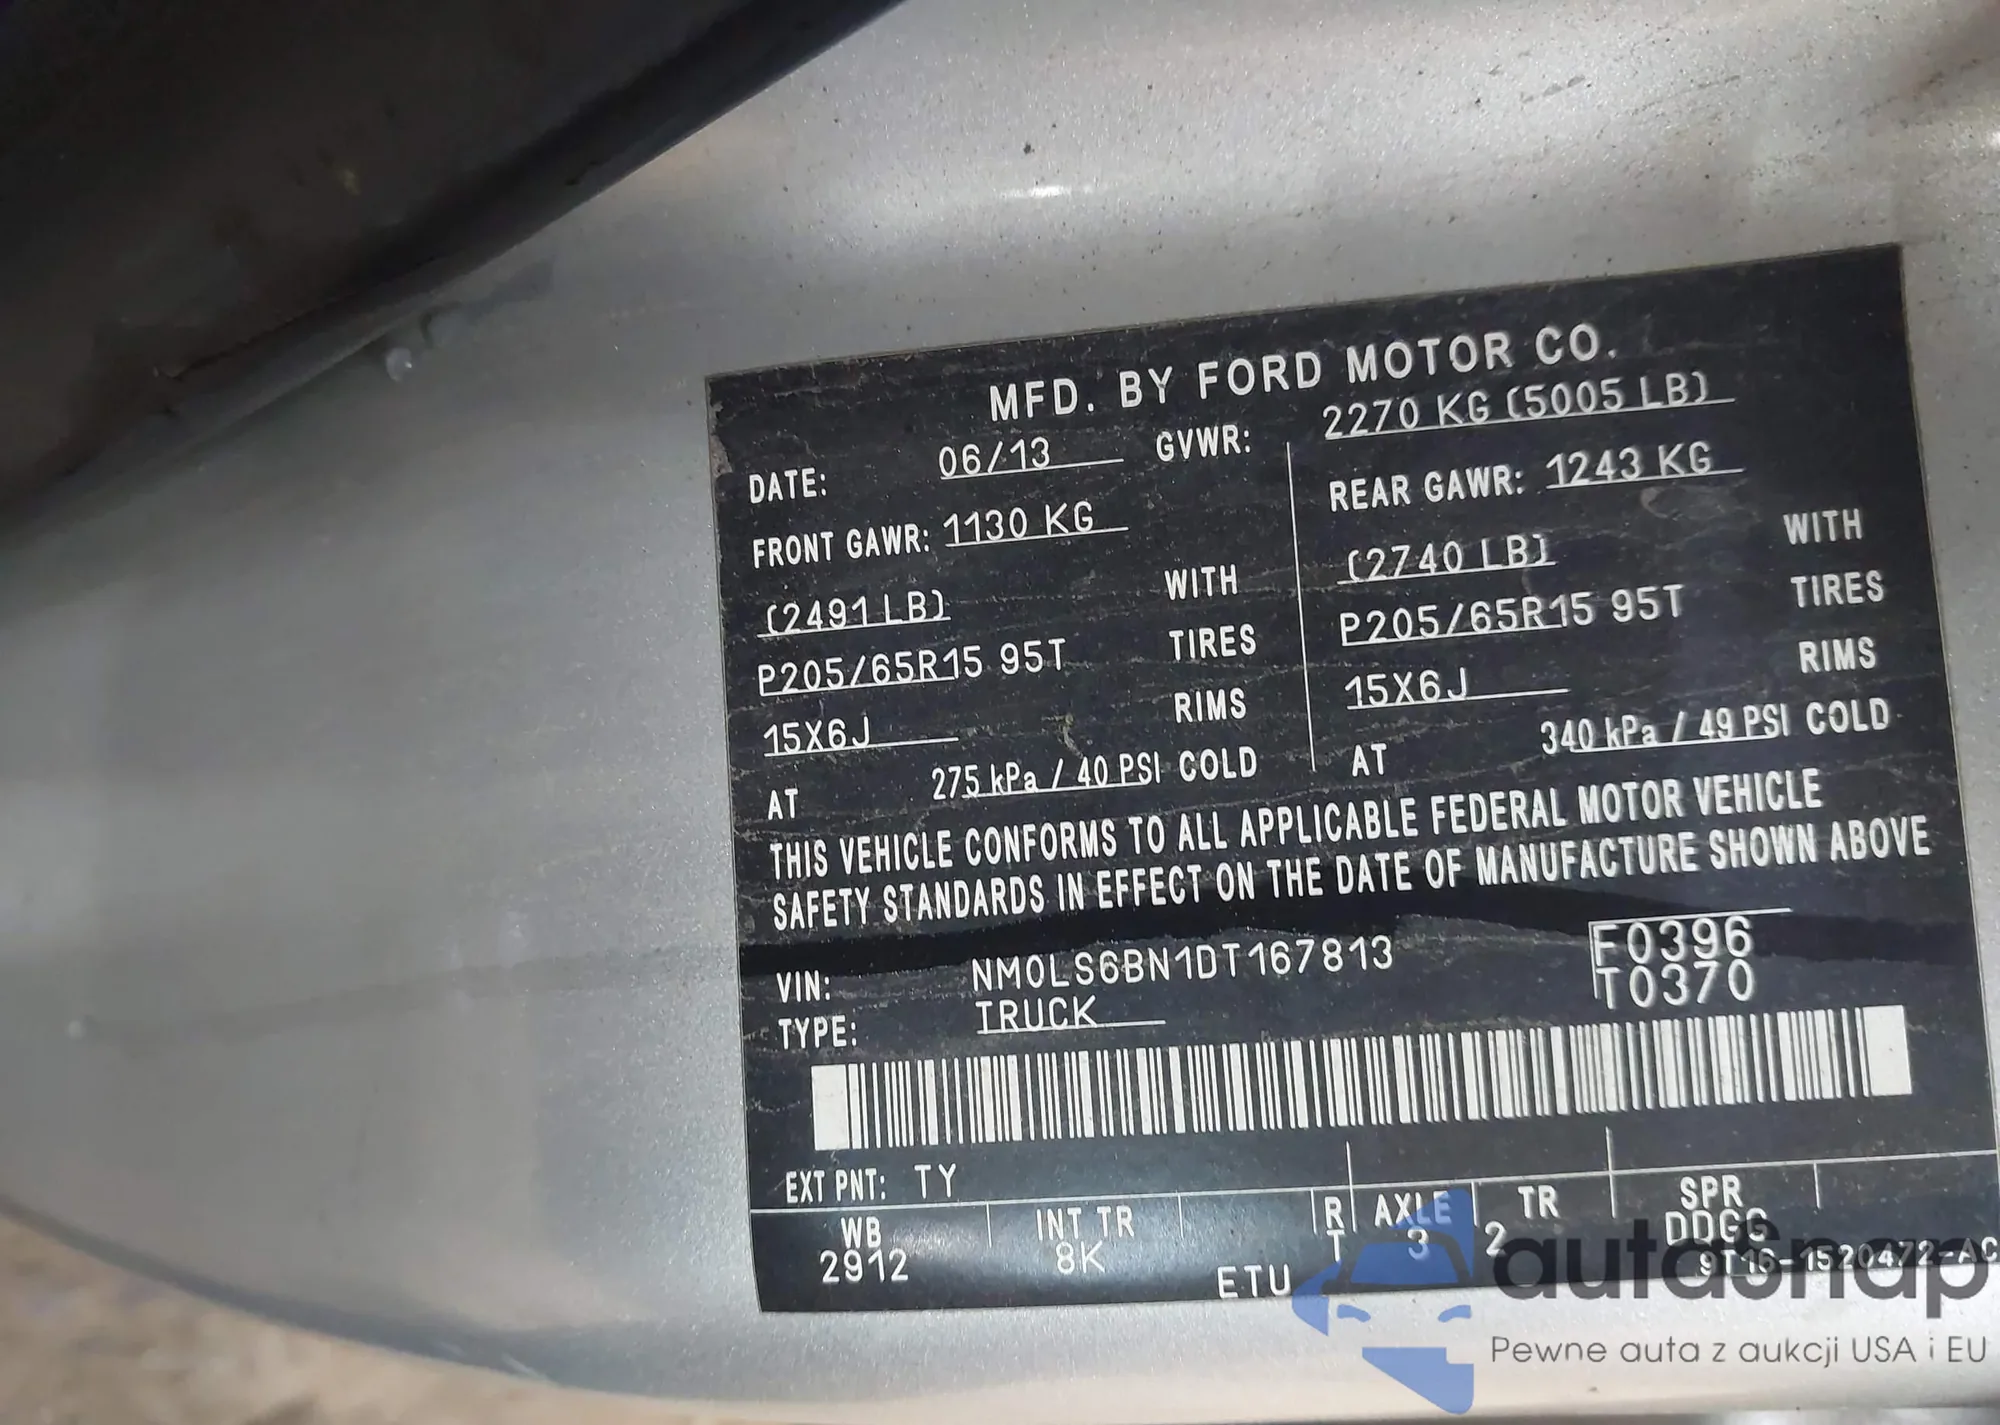 MFD. BY FORD MOTOR CO.
DATE: 06/13 GVWR: 2270 KG (5005 LB)
FRONT GAWR: 1130 KG REAR GAWR: 1243 KG
(2491 LB) WITH (2740 LB) WITH
P205/65R15 95T TIRES P205/65R15 95T TIRES
15X6J RIMS 15X6J RIMS
AT 275 kPa / 40 PSI COLD AT 340 kPa / 49 PSI COLD
THIS VEHICLE CONFORMS TO ALL APPLICABLE FEDERAL MOTOR VEHICLE
SAFETY STANDARDS IN EFFECT ON THE DATE OF MANUFACTURE SHOWN ABOVE
VIN: NM0LS6BN1DT167813 F0396
TYPE: TRUCK T0370
EXT PNT: TY
WB INT TR R AXLE TR SPR
2912 8K T 3 2 DDGG
ETU 9T16-1520472-AC
autosnap
Pewne auta z aukcji USA i EU